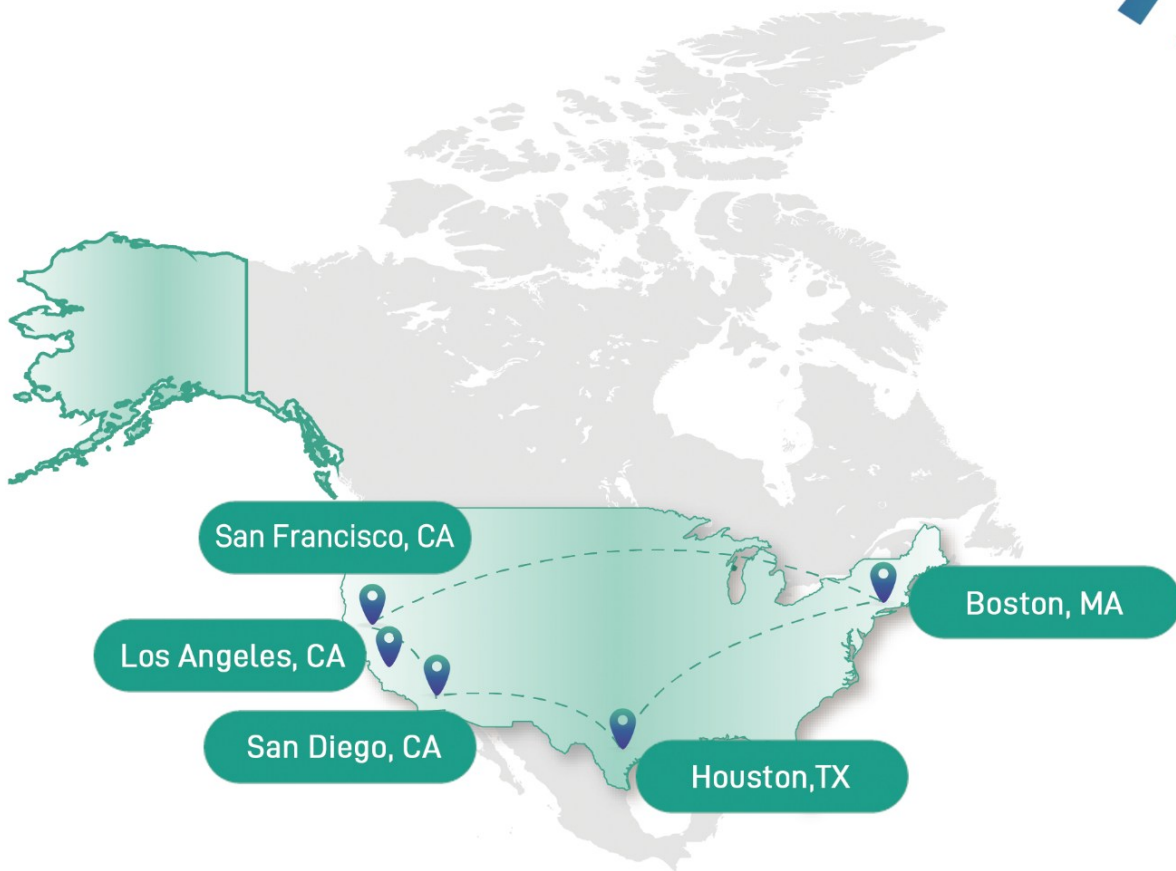 San Francisco, CA
Boston, MA
Los Angeles, CA
San Diego, CA
Houston,TX